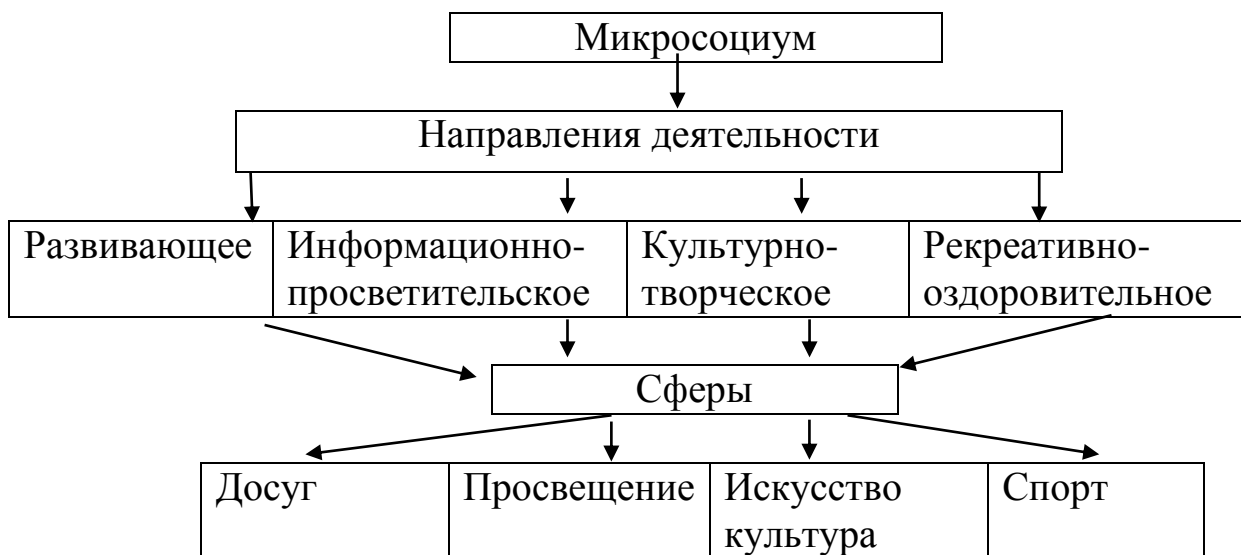 Микросоциум
Направления деятельности
Развивающее
Информационно-
просветительское
Культурно-
творческое
Рекреативно-
оздоровительное
Сферы
Досуг
Просвещение
Искусство
культура
Спорт